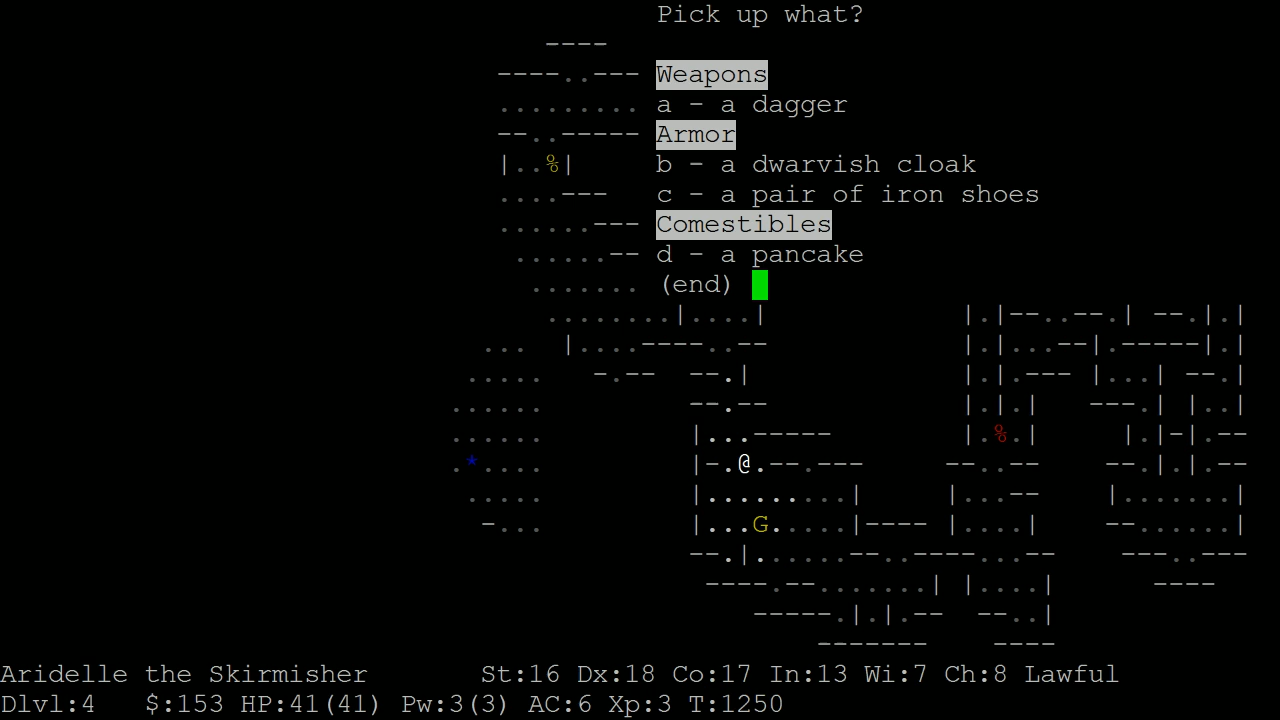 Pick up what?
Weapons
a - a dagger
Armor
b - a dwarvish cloak
c - a pair of iron shoes
Comestibles
d - a pancake
(end)
Aridelle the Skirmisher St:16 Dx:18 Co:17 In:13 Wi:7 Ch:8 Lawful
Dlvl:4 $:153 HP:41(41) Pw:3(3) AC:6 Xp:3 T:1250